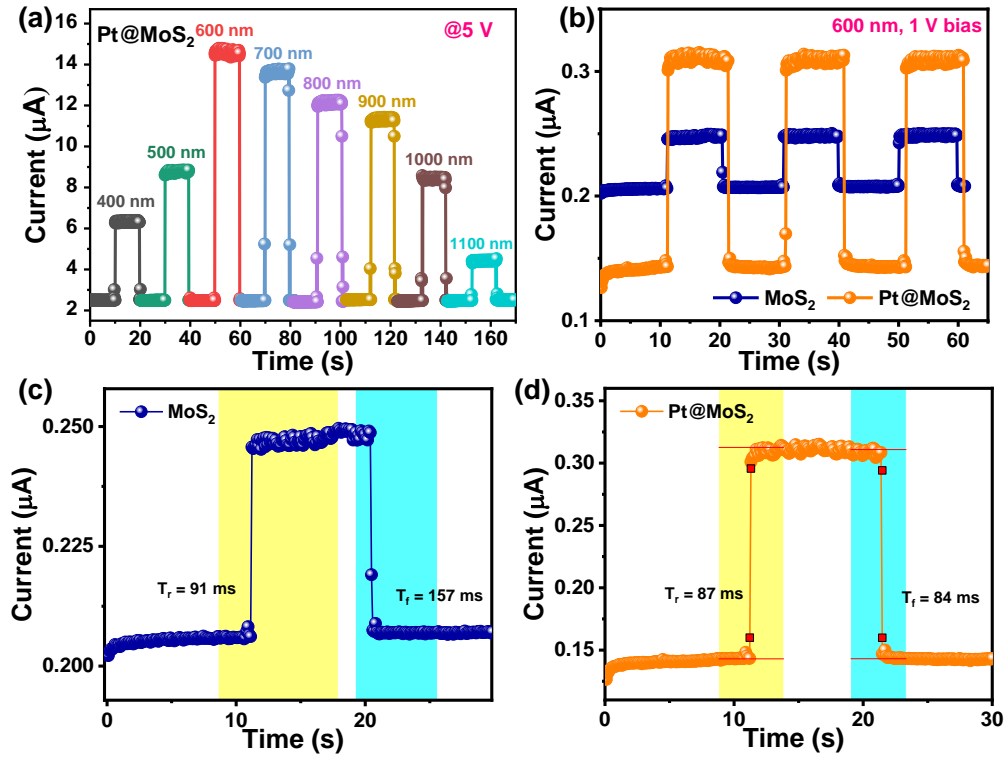 (a)
Pt@MoS₂
600 nm
@5 V
700 nm
800 nm
900 nm
500 nm
1000 nm
400 nm
1100 nm
16
14
12
10
8
6
4
2
Current (μA)
0 20 40 60 80 100 120 140 160
Time (s)
(b)
600 nm, 1 V bias
0.3
0.2
0.1
Current (μA)
MoS₂
Pt@MoS₂
0 10 20 30 40 50 60
Time (s)
(c)
MoS₂
0.250
0.225
0.200
Current (μA)
Tᵣ = 91 ms
T_f = 157 ms
0 10 20
Time (s)
(d)
Pt@MoS₂
0.35
0.30
0.25
0.20
0.15
0.10
Current (μA)
Tᵣ = 87 ms
T_f = 84 ms
0 10 20 30
Time (s)